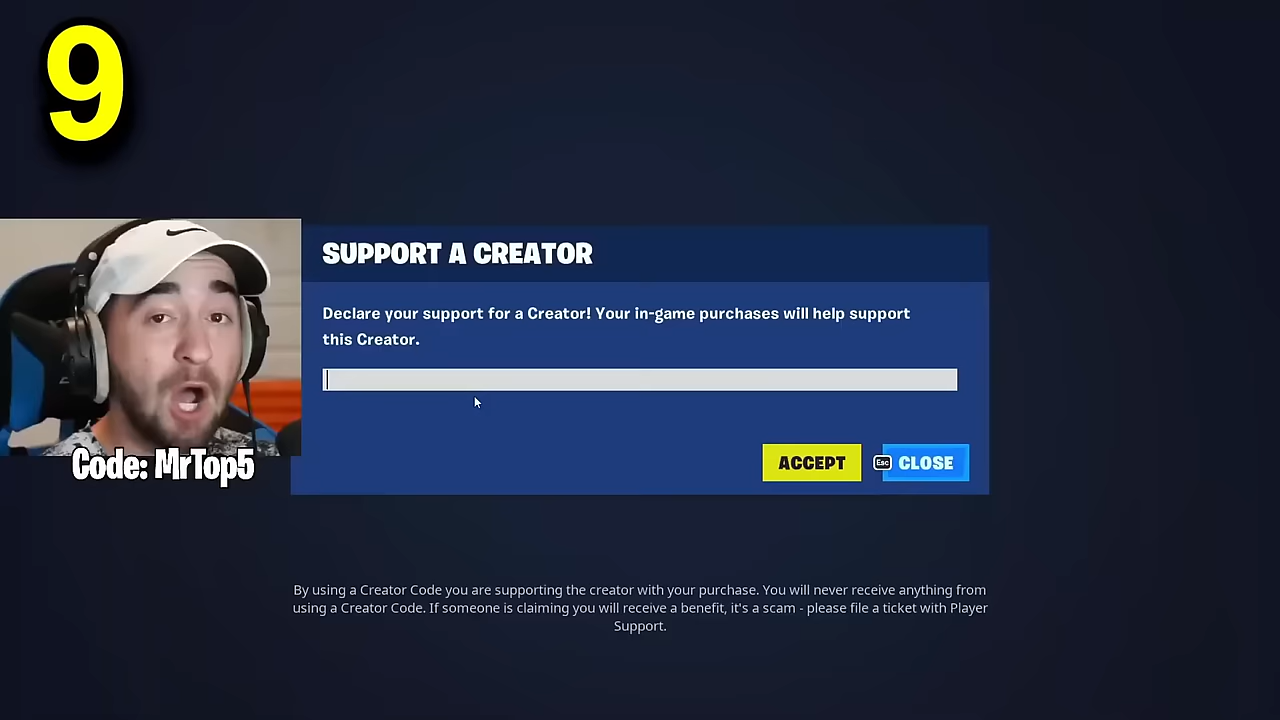 9
SUPPORT A CREATOR
Declare your support for a Creator! Your in-game purchases will help support
this Creator.
Code: MrTop5
ACCEPT
Esc
CLOSE
By using a Creator Code you are supporting the creator with your purchase. You will never receive anything from
using a Creator Code. If someone is claiming you will receive a benefit, it's a scam - please file a ticket with Player
Support.